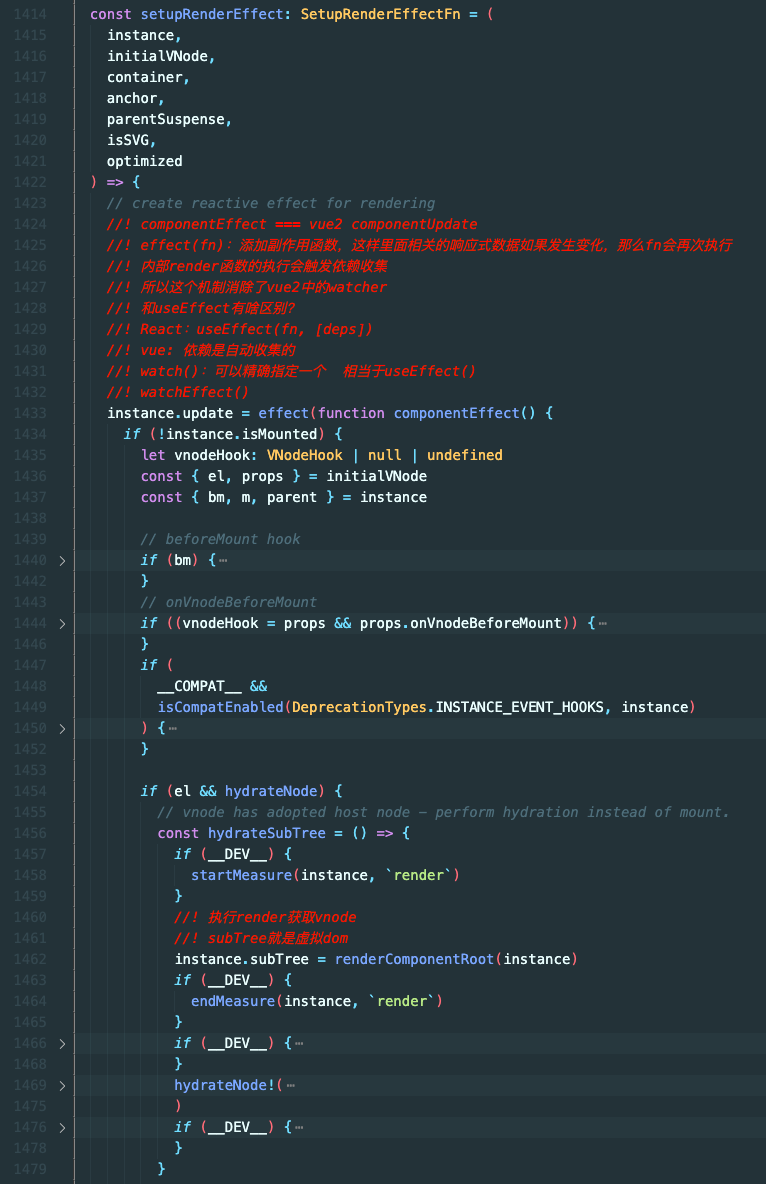 1414 const setupRenderEffect: SetupRenderEffectFn = (
1415 instance,
1416 initialVNode,
1417 container,
1418 anchor,
1419 parentSuspense,
1420 isSVG,
1421 optimized
1422 ) => {
1423 // create reactive effect for rendering
1424 //! componentEffect === vue2 componentUpdate
1425 //! effect(fn)：添加副作用函数，这样里面相关的响应式数据如果发生变化，那么fn会再次执行
1426 //! 内部render函数的执行会触发依赖收集
1427 //! 所以这个机制消除了vue2中的watcher
1428 //! 和useEffect有啥区别?
1429 //! React：useEffect(fn, [deps])
1430 //! vue: 依赖是自动收集的
1431 //! watch()：可以精确指定一个  相当于useEffect()
1432 //! watchEffect()
1433 instance.update = effect(function componentEffect() {
1434 if (!instance.isMounted) {
1435 let vnodeHook: VNodeHook | null | undefined
1436 const { el, props } = initialVNode
1437 const { bm, m, parent } = instance
1438
1439 // beforeMount hook
1440 if (bm) {…
1442 }
1443 // onVnodeBeforeMount
1444 if ((vnodeHook = props && props.onVnodeBeforeMount)) {…
1446 }
1447 if (
1448 __COMPAT__ &&
1449 isCompatEnabled(DeprecationTypes.INSTANCE_EVENT_HOOKS, instance)
1450 ) {…
1452 }
1453
1454 if (el && hydrateNode) {
1455 // vnode has adopted host node - perform hydration instead of mount.
1456 const hydrateSubTree = () => {
1457 if (__DEV__) {
1458 startMeasure(instance, `render`)
1459 }
1460 //! 执行render获取vnode
1461 //! subTree就是虚拟dom
1462 instance.subTree = renderComponentRoot(instance)
1463 if (__DEV__) {
1464 endMeasure(instance, `render`)
1465 }
1466 if (__DEV__) {…
1468 }
1469 hydrateNode!(…
1475 )
1476 if (__DEV__) {…
1478 }
1479 }